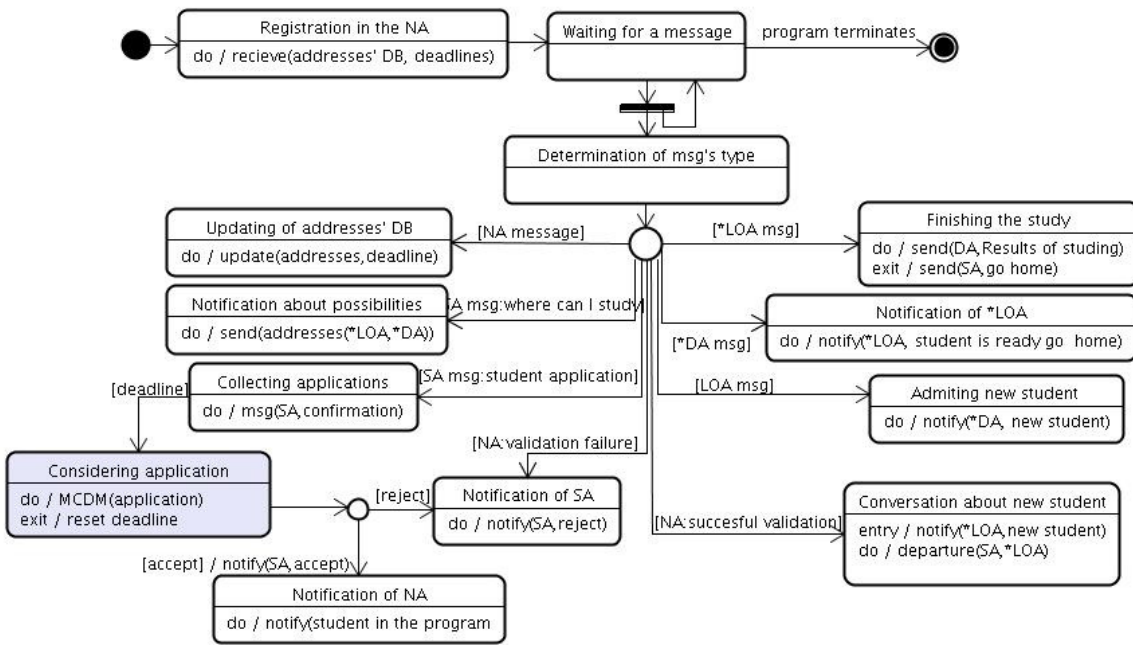 Registration in the NA
do / recieve(addresses' DB, deadlines)
Waiting for a message
program terminates
Determination of msg's type
Updating of addresses' DB
do / update(addresses,deadline)
[NA message]
[*LOA msg]
Finishing the study
do / send(DA,Results of studing)
exit / send(SA,go home)
Notification about possibilities
do / send(addresses(*LOA,*DA))
SA msg:where can I study
[*DA msg]
Notification of *LOA
do / notify(*LOA, student is ready go home)
[deadline]
Collecting applications
do / msg(SA,confirmation)
[SA msg:student application]
[LOA msg]
Admiting new student
do / notify(*DA, new student)
[NA:validation failure]
Considering application
do / MCDM(application)
exit / reset deadline
[reject]
Notification of SA
do / notify(SA,reject)
[NA:succesful validation]
Conversation about new student
entry / notify(*LOA,new student)
do / departure(SA,*LOA)
[accept] / notify(SA,accept)
Notification of NA
do / notify(student in the program